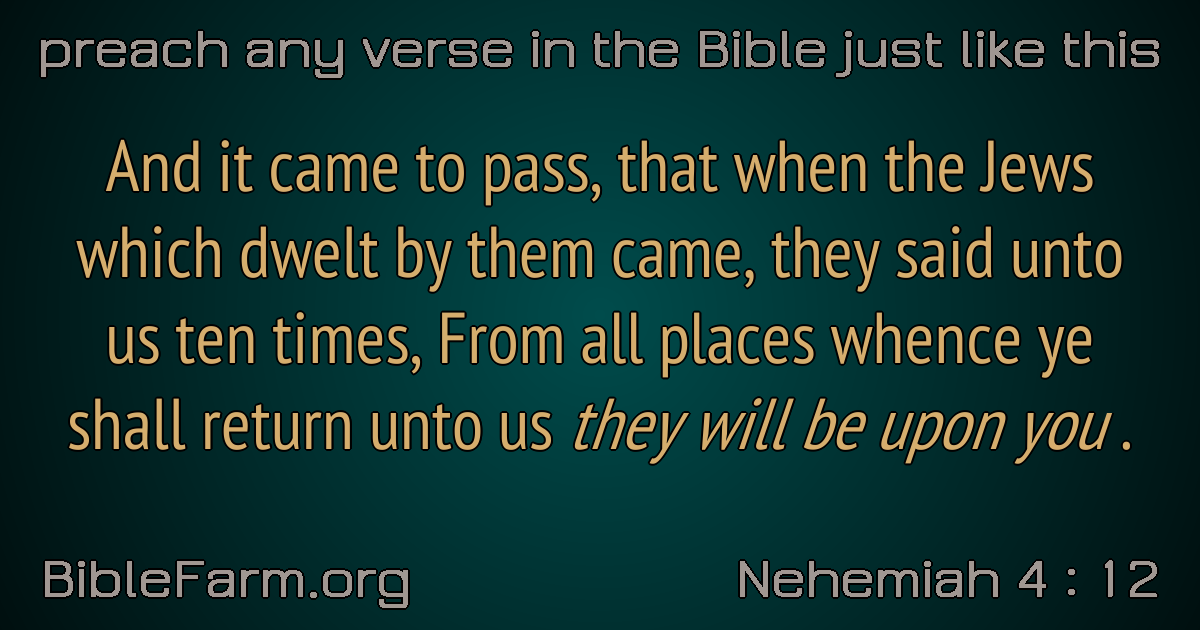 preach any verse in the Bible just like this
And it came to pass, that when the Jews
which dwelt by them came, they said unto
us ten times, From all places whence ye
shall return unto us they will be upon you .
BibleFarm.org
Nehemiah 4 : 12